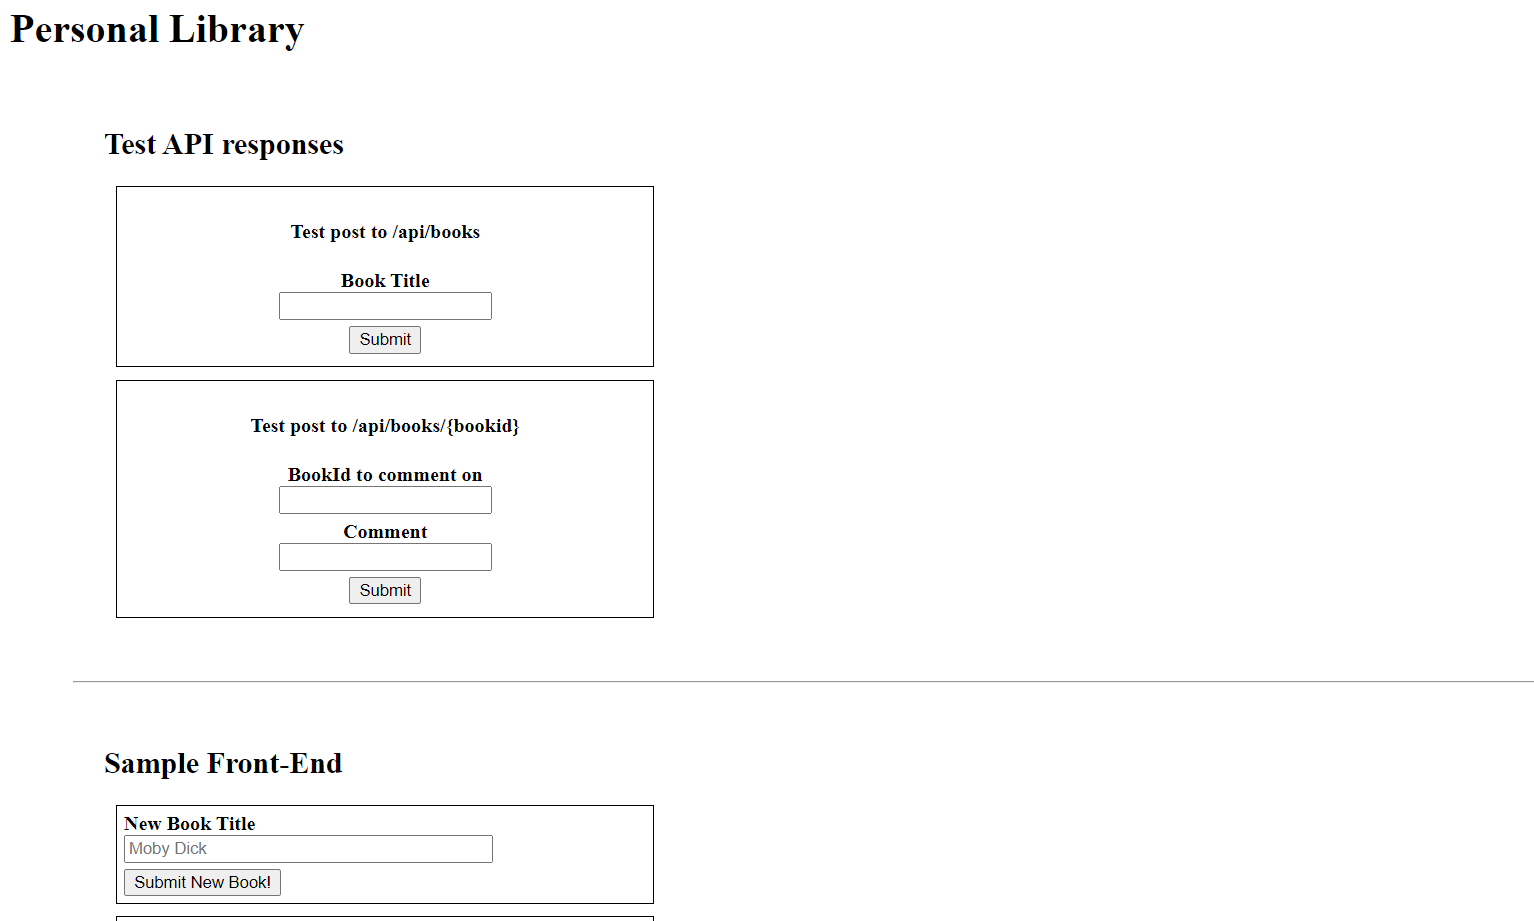 Personal Library
Test API responses
Test post to /api/books
Book Title
Submit
Test post to /api/books/{bookid}
BookId to comment on
Comment
Submit
Sample Front-End
New Book Title
Moby Dick
Submit New Book!